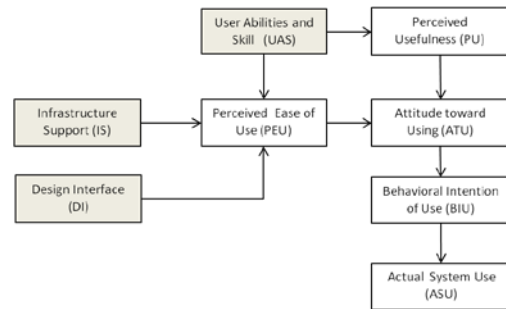 User Abilities and
Skill (UAS)
Perceived
Usefulness (PU)
Infrastructure
Support (IS)
Perceived Ease of
Use (PEU)
Attitude toward
Using (ATU)
Design Interface
(DI)
Behavioral Intention
of Use (BIU)
Actual System Use
(ASU)